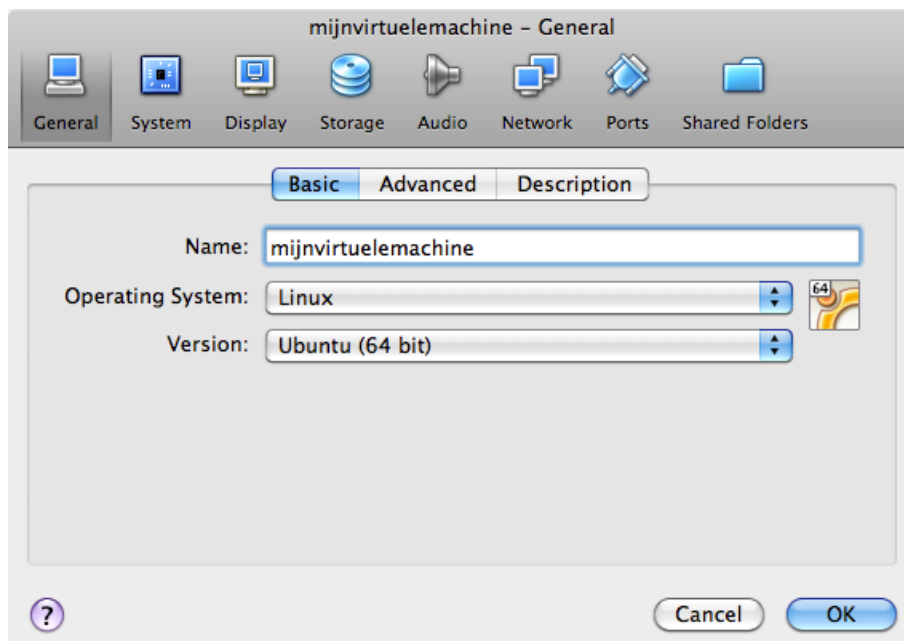 mijnvirtuelemachine – General
General System Display Storage Audio Network Ports Shared Folders
Basic Advanced Description
Name: mijnvirtuelemachine
Operating System: Linux
64
Version: Ubuntu (64 bit)
? Cancel OK